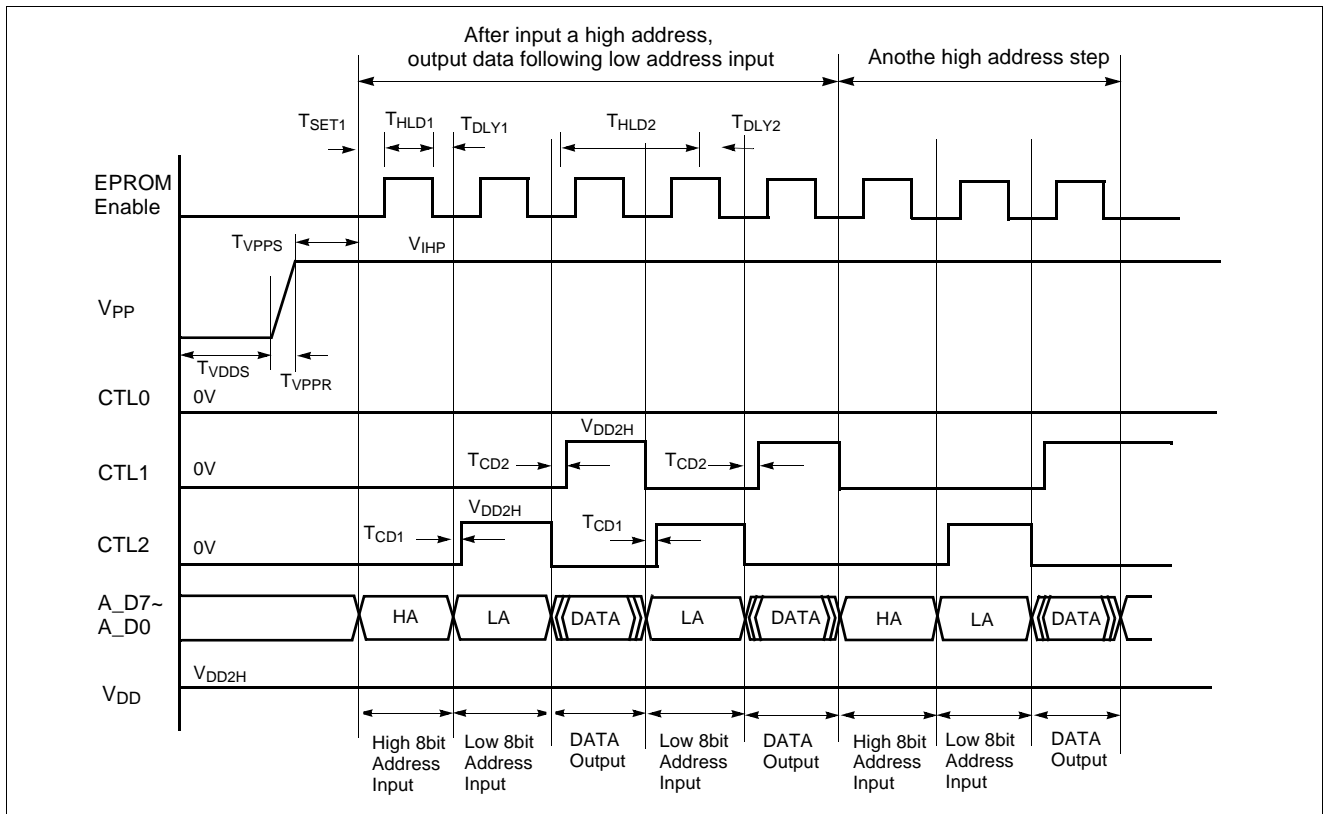 After input a high address,
output data following low address input
Anothe high address step
TSET1
THLD1
TDLY1
THLD2
TDLY2
EPROM
Enable
TVPPS
VIHP
VPP
TVDDS
TVPPR
CTL0
0V
VDD2H
CTL1
0V
TCD2
TCD2
VDD2H
CTL2
0V
TCD1
TCD1
A_D7~
A_D0
HA
LA
DATA
LA
DATA
HA
LA
DATA
VDD2H
VDD
High 8bit
Address
Input
Low 8bit
Address
Input
DATA
Output
Low 8bit
Address
Input
DATA
Output
High 8bit
Address
Input
Low 8bit
Address
Input
DATA
Output